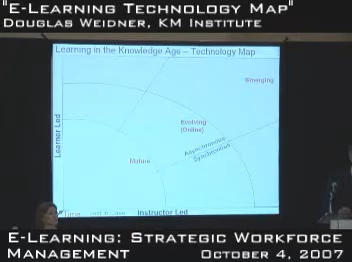 "E-Learning Technology Map"
Douglas Weidner, KM Institute
Learning in the Knowledge Age – Technology Map
Emerging
Evolving
(Online)
Learner Led
Asynchronous
Synchronous
Mature
Time
Instructor Led
E-Learning: Strategic Workforce
Management October 4, 2007